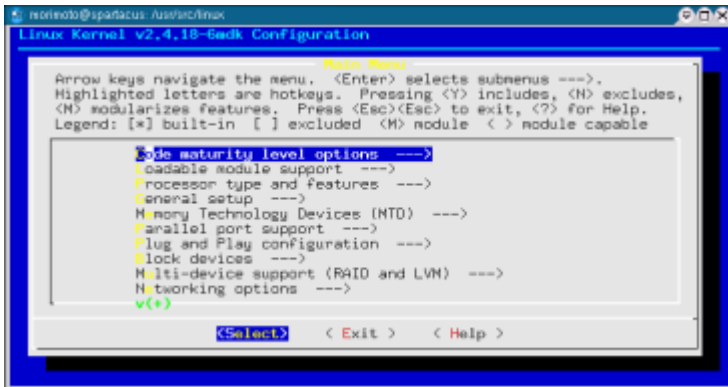 morimoto@spartacus: /usr/src/linux
Linux Kernel v2.4.18-6mdk Configuration
Main Menu
Arrow keys navigate the menu. <Enter> selects submenus --->.
Highlighted letters are hotkeys. Pressing <Y> includes, <N> excludes,
<M> modularizes features. Press <Esc><Esc> to exit, <?> for Help.
Legend: [*] built-in [ ] excluded <M> module < > module capable
Code maturity level options --->
Loadable module support --->
Processor type and features --->
General setup --->
Memory Technology Devices (MTD) --->
Parallel port support --->
Plug and Play configuration --->
Block devices --->
Multi-device support (RAID and LVM) --->
Networking options --->
v(+)
<Select> < Exit > < Help >